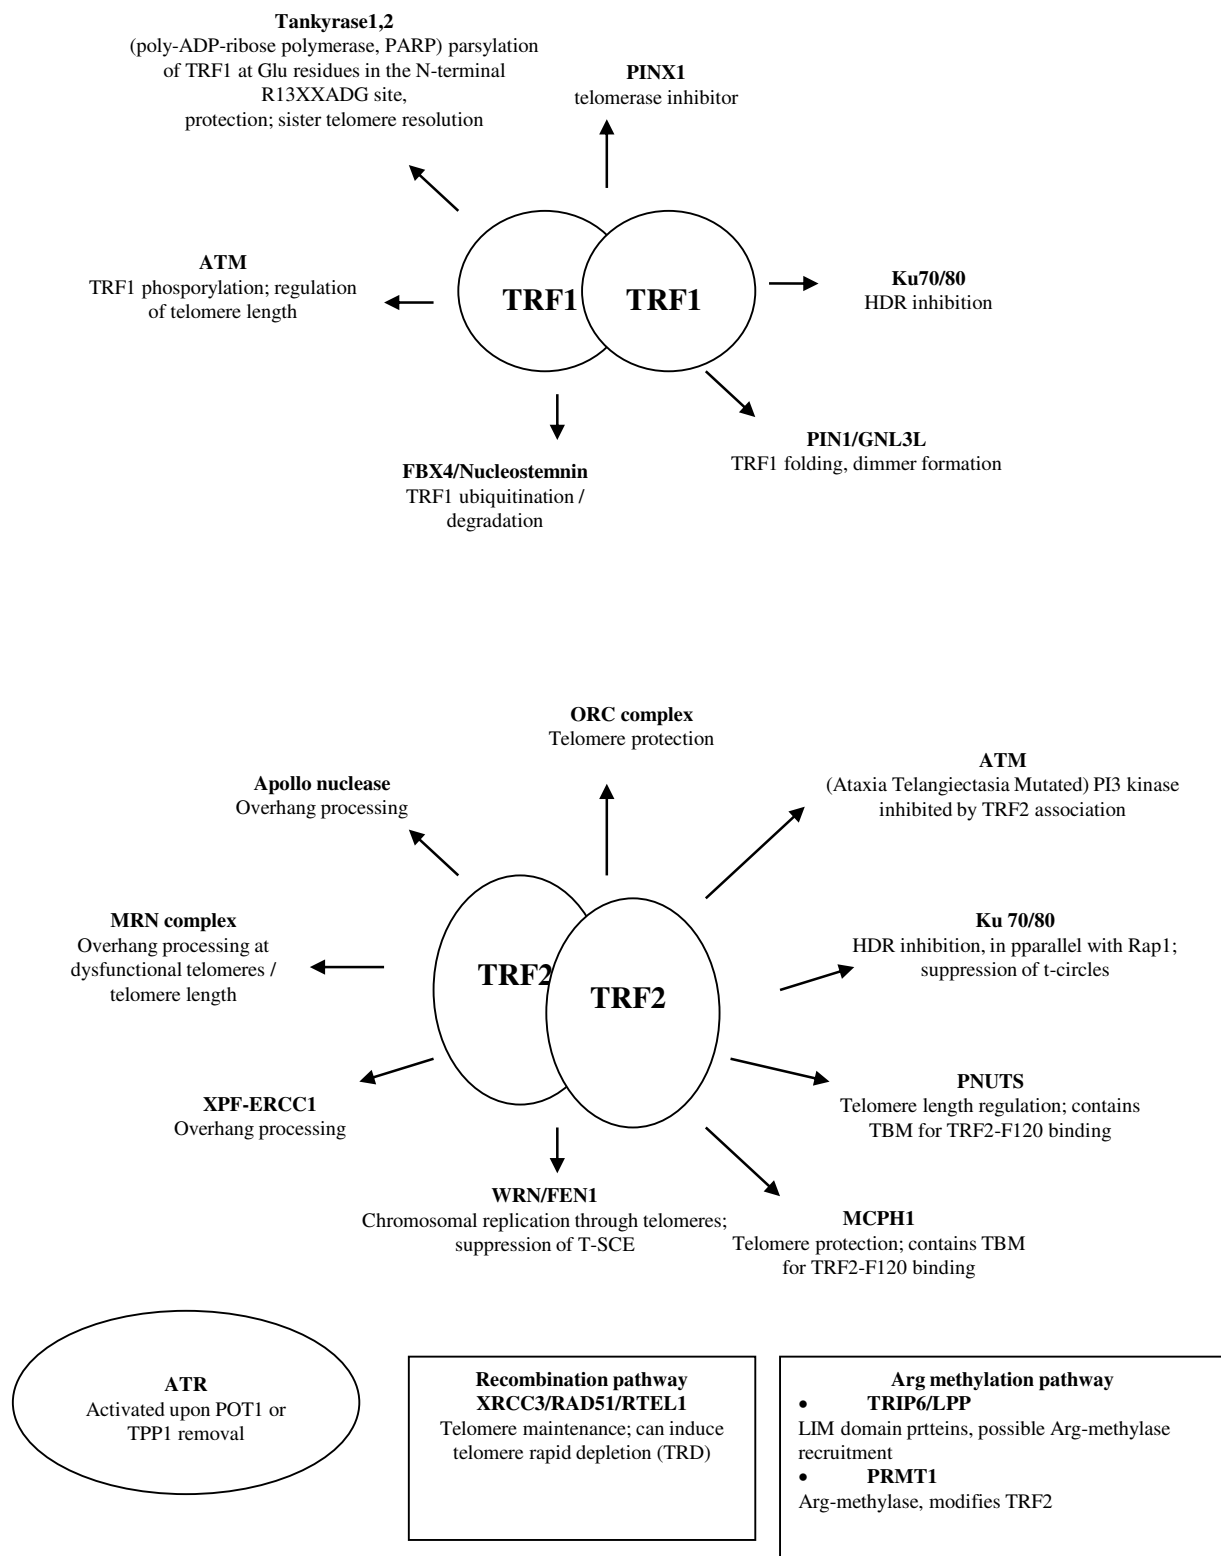 Tankyrase1,2
(poly-ADP-ribose polymerase, PARP) parsylation
of TRF1 at Glu residues in the N-terminal
R13XXADG site,
protection; sister telomere resolution
PINX1
telomerase inhibitor
ATM
TRF1 phosporylation; regulation
of telomere length
TRF1
TRF1
Ku70/80
HDR inhibition
PIN1/GNL3L
TRF1 folding, dimmer formation
FBX4/Nucleostemnin
TRF1 ubiquitination /
degradation
ORC complex
Telomere protection
ATM
(Ataxia Telangiectasia Mutated) PI3 kinase
inhibited by TRF2 association
Apollo nuclease
Overhang processing
MRN complex
Overhang processing at
dysfunctional telomeres /
telomere length
TRF2
TRF2
Ku 70/80
HDR inhibition, in pparallel with Rap1;
suppression of t-circles
XPF-ERCC1
Overhang processing
PNUTS
Telomere length regulation; contains
TBM for TRF2-F120 binding
WRN/FEN1
Chromosomal replication through telomeres;
suppression of T-SCE
MCPH1
Telomere protection; contains TBM
for TRF2-F120 binding
ATR
Activated upon POT1 or
TPP1 removal
Recombination pathway
XRCC3/RAD51/RTEL1
Telomere maintenance; can induce
telomere rapid depletion (TRD)
Arg methylation pathway
• TRIP6/LPP
LIM domain prtteins, possible Arg-methylase
recruitment
• PRMT1
Arg-methylase, modifies TRF2